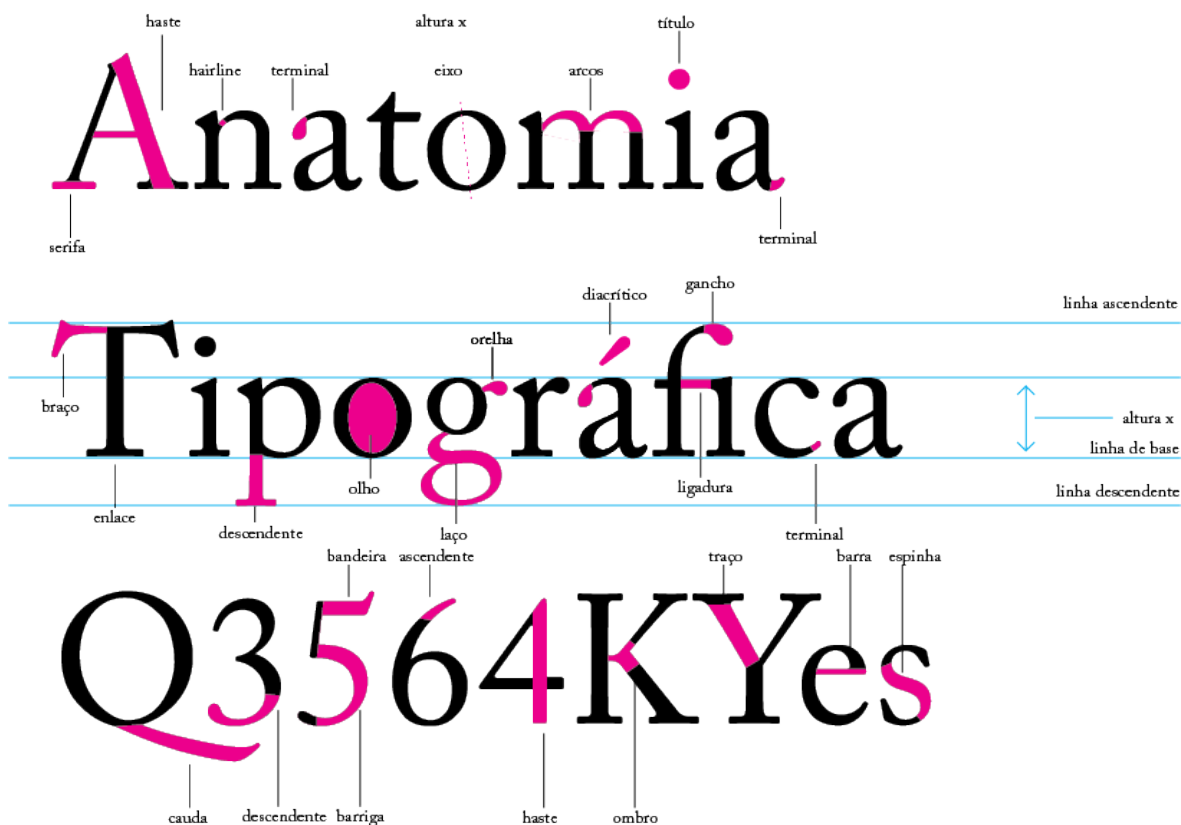 haste altura x título
hairline terminal eixo arcos
Anatomia
serifa terminal
diacrítico gancho
linha ascendente
orelha
Tipográfica
braço altura x
linha de base
olho ligadura linha descendente
enlace descendente laço terminal
bandeira ascendente traço barra espinha
Q3564KYes
cauda descendente barriga haste ombro